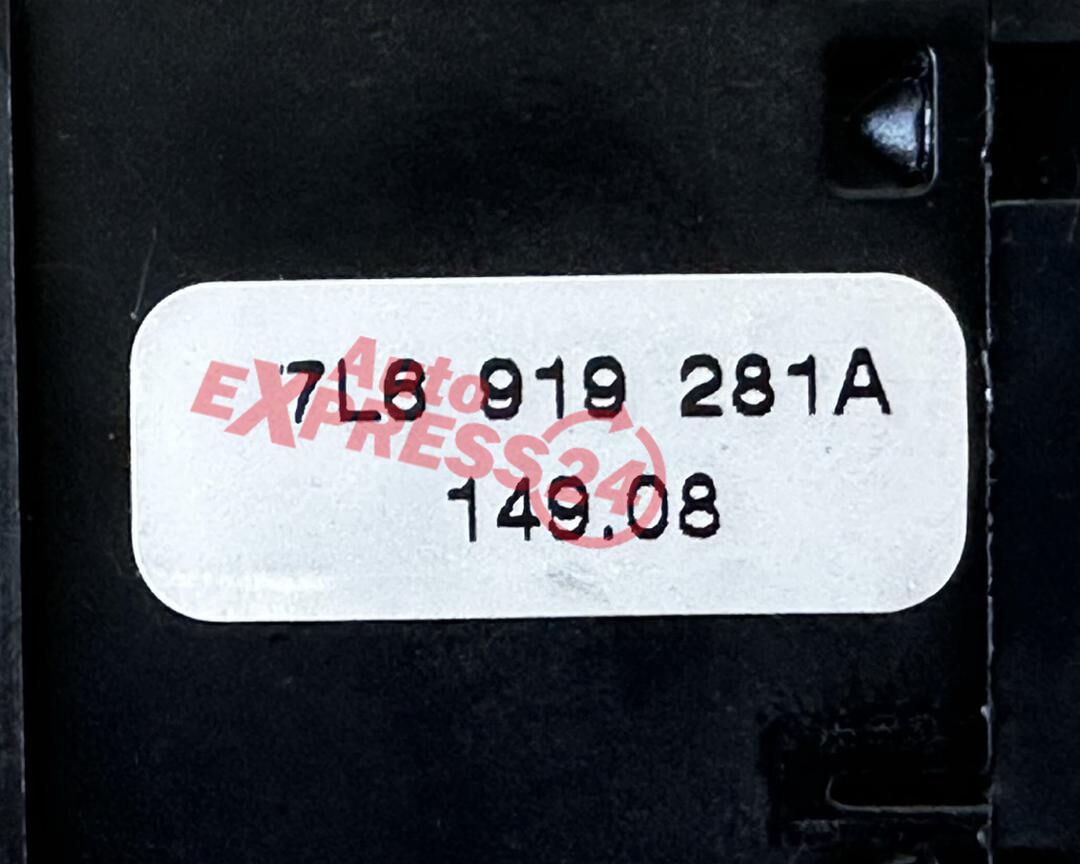 7L6 919 281A
149.08
Auto
EXPRESS24